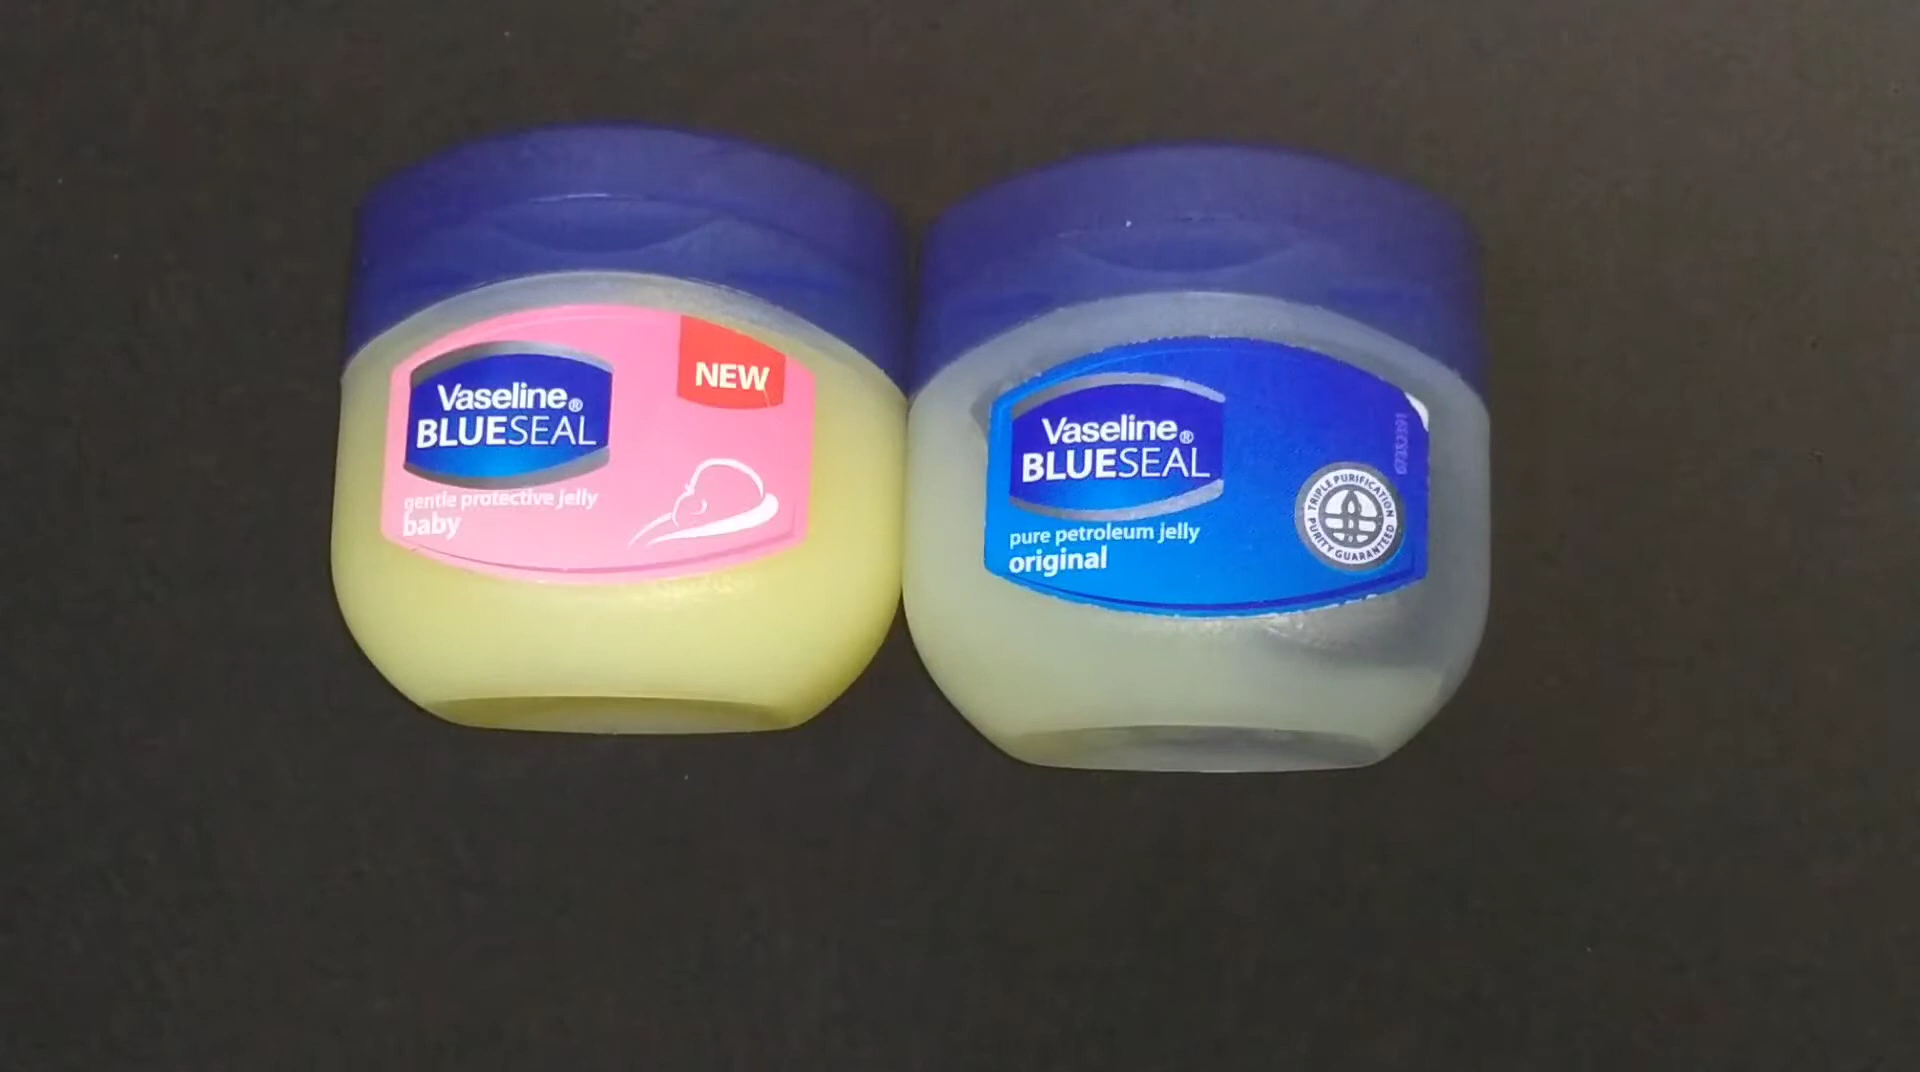 Vaseline®
BLUESEAL
gentle protective jelly
baby
NEW
Vaseline®
BLUESEAL
pure petroleum jelly
original
TRIPLE PURIFICATION
PURITY GUARANTEED